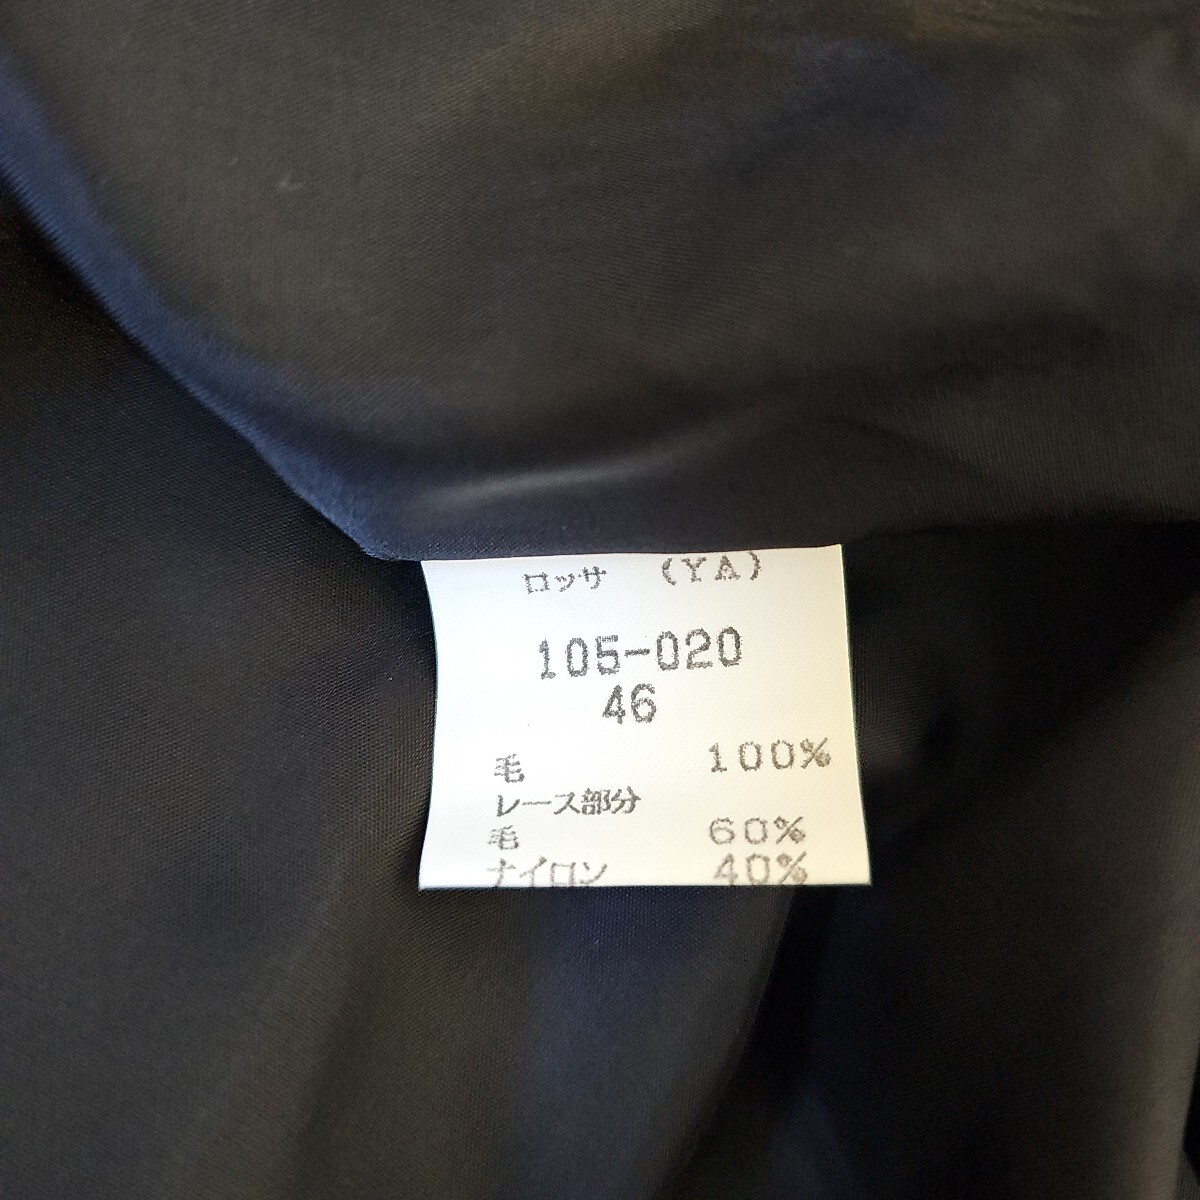 ロッサ (YA)
105-020
46
毛 100%
レース部分
毛 60%
ナイロン 40%